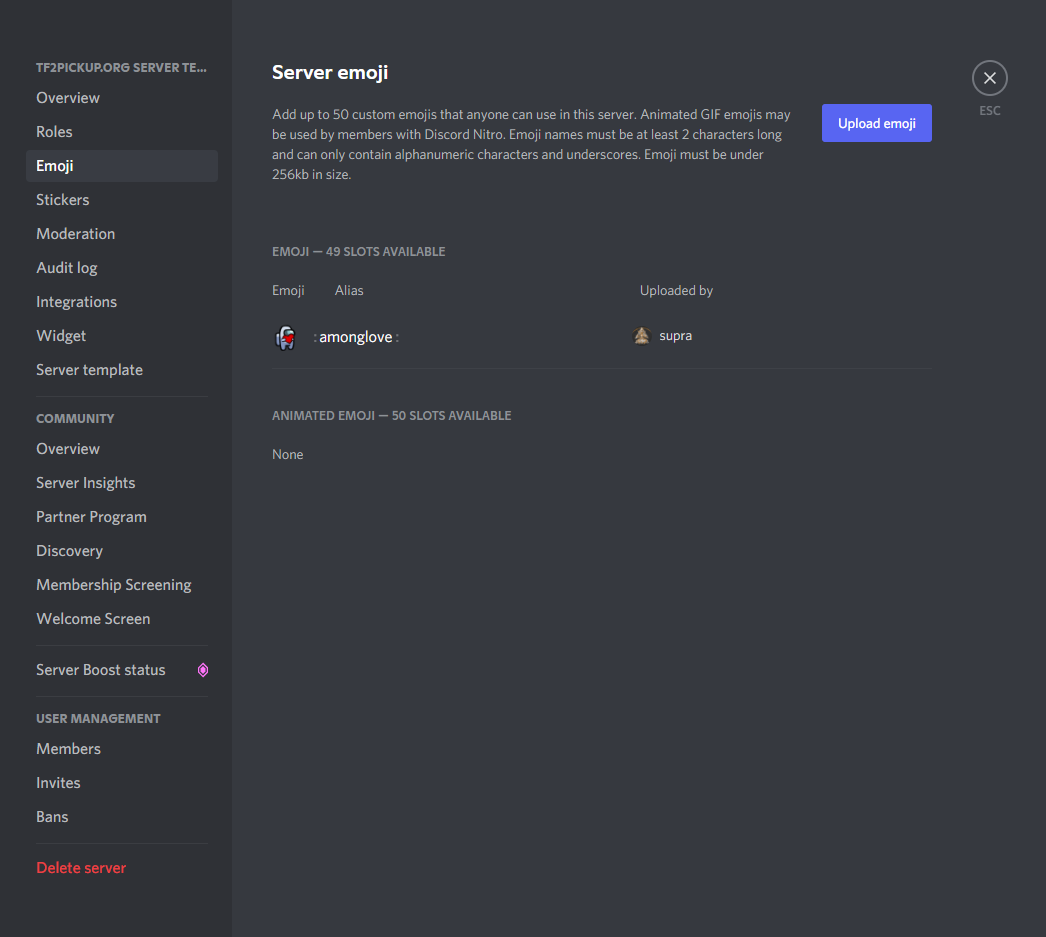 TF2PICKUP.ORG SERVER TE...
Overview
Roles
Emoji
Stickers
Moderation
Audit log
Integrations
Widget
Server template
COMMUNITY
Overview
Server Insights
Partner Program
Discovery
Membership Screening
Welcome Screen
Server Boost status
USER MANAGEMENT
Members
Invites
Bans
Delete server
Server emoji
Add up to 50 custom emojis that anyone can use in this server. Animated GIF emojis may
be used by members with Discord Nitro. Emoji names must be at least 2 characters long
and can only contain alphanumeric characters and underscores. Emoji must be under
256kb in size.
Upload emoji
ESC
EMOJI — 49 SLOTS AVAILABLE
Emoji Alias Uploaded by
:amonglove: supra
ANIMATED EMOJI — 50 SLOTS AVAILABLE
None